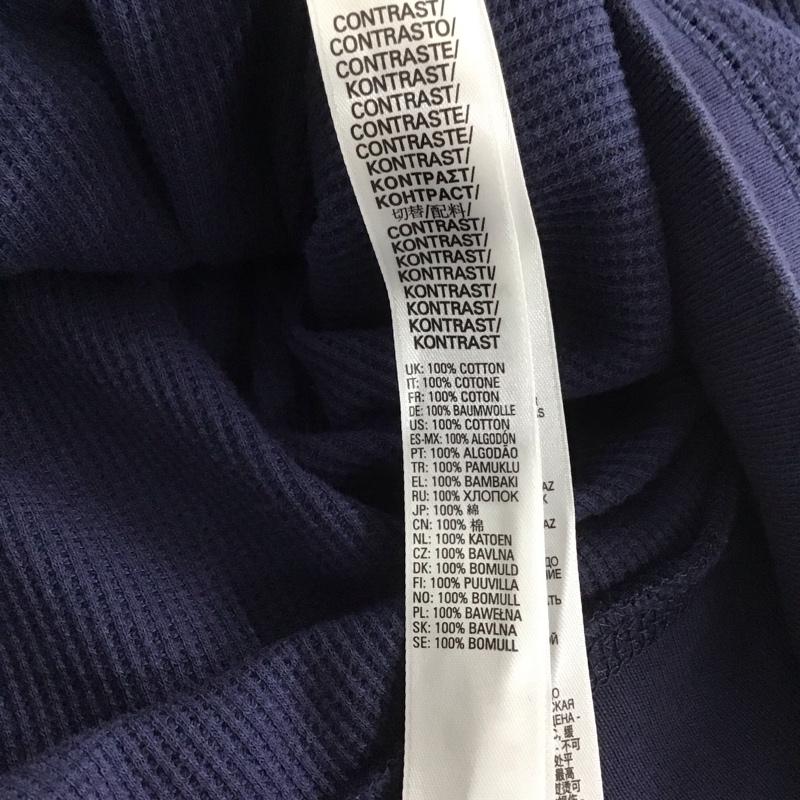 CONTRAST/
CONTRASTO/
CONTRASTE/
KONTRAST/
CONTRAST/
CONTRASTE/
CONTRASTE/
KONTRAST/
ΚΟΝΤΡΑΣΤ/
КОНТРАСТ/
切替/配料/
CONTRAST/
KONTRAST/
KONTRAST/
KONTRASTI/
KONTRAST/
KONTRAST/
KONTRAST/
KONTRAST
UK: 100% COTTON
IT: 100% COTONE
FR: 100% COTON
DE: 100% BAUMWOLLE
US: 100% COTTON
ES-MX: 100% ALGODÓN
PT: 100% ALGODÃO
TR: 100% PAMUKLU
EL: 100% ΒΑΜΒΑΚΙ
RU: 100% ХЛОПОК
JP: 100% 綿
CN: 100% 棉
NL: 100% KATOEN
CZ: 100% BAVLNA
DK: 100% BOMULD
FI: 100% PUUVILLA
NO: 100% BOMULL
PL: 100% BAWEŁNA
SK: 100% BAVLNA
SE: 100% BOMULL